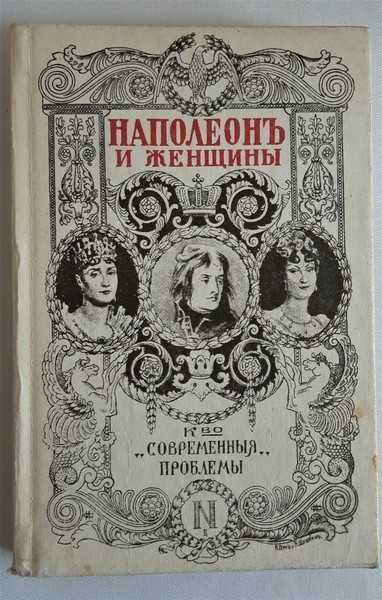 НАПОЛЕОНЪ
И ЖЕНЩИНЫ
К ВО
„СОВРЕМЕННЫЯ„
ПРОБЛЕМЫ
N